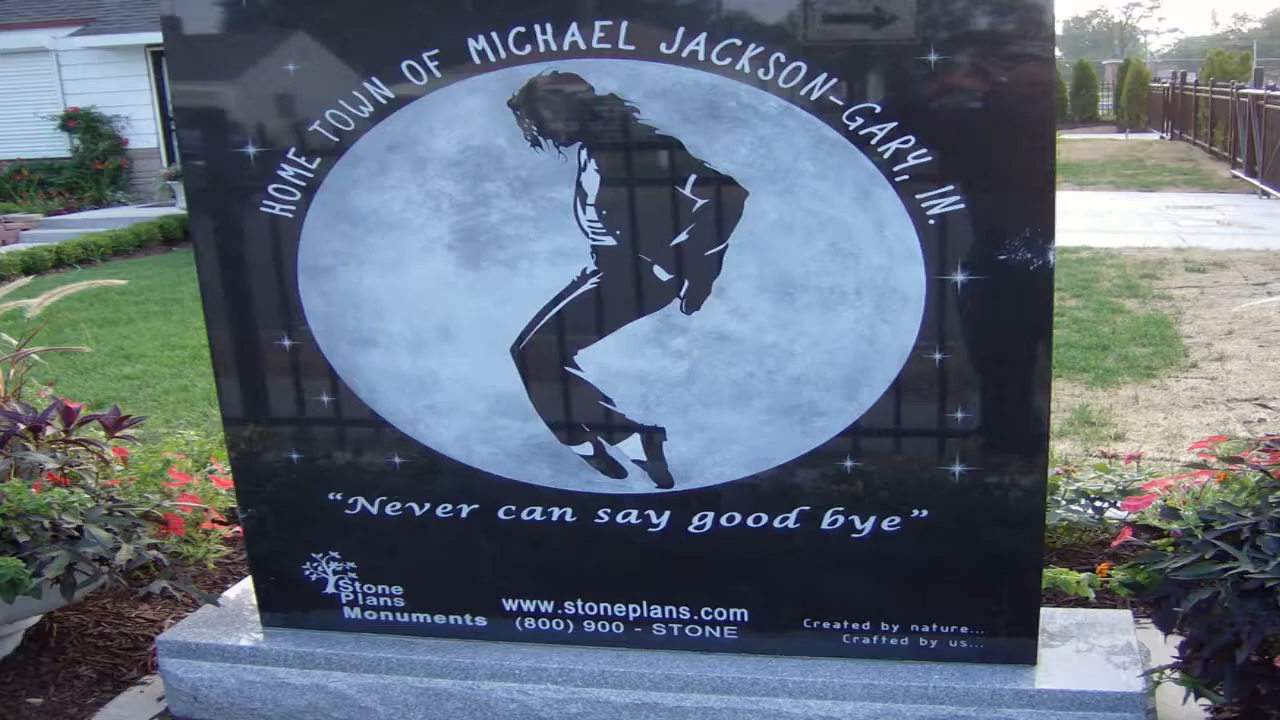 HOME TOWN OF MICHAEL JACKSON-GARY, IN.
“Never can say good bye”
Stone
Plans
Monuments
www.stoneplans.com
(800) 900 - STONE
Created by nature...
Crafted by us...